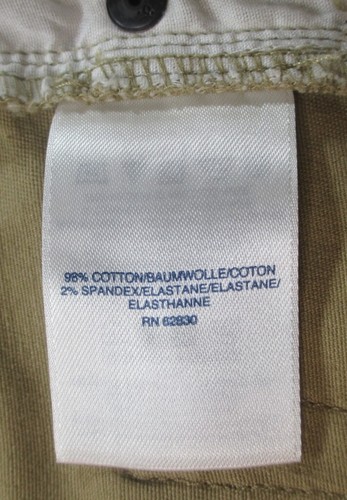 98% COTTON/BAUMWOLLE/COTON
2% SPANDEX/ELASTANE/ELASTANE/
ELASTHANNE
RN 62830